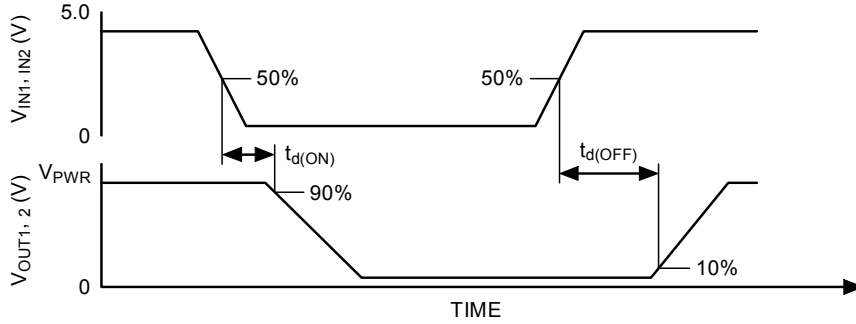 5.0
V_IN1, IN2 (V)
50%
50%
0
t_d(ON)
t_d(OFF)
V_PWR
V_OUT1, 2 (V)
90%
10%
0
TIME